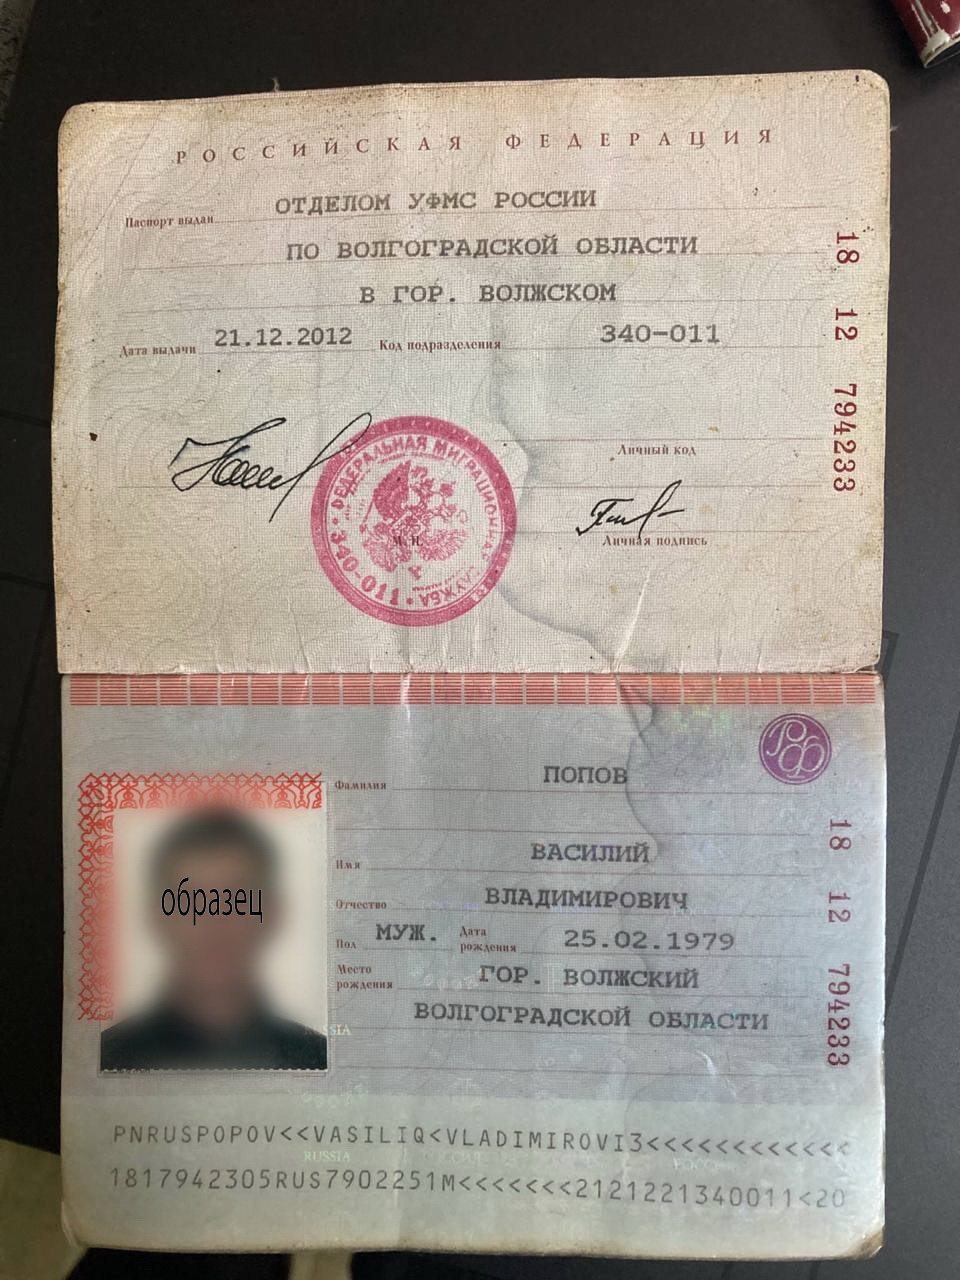 РОССИЙСКАЯ ФЕДЕРАЦИЯ
Паспорт выдан ОТДЕЛОМ УФМС РОССИИ
ПО ВОЛГОГРАДСКОЙ ОБЛАСТИ
В ГОР. ВОЛЖСКОМ
Дата выдачи 21.12.2012 Код подразделения 340-011
18 12 794233
Личный код
ФЕДЕРАЛЬНАЯ МИГРАЦИОННАЯ СЛУЖБА
340-011
М. П.
Личная подпись
РФ
Фамилия ПОПОВ
Имя ВАСИЛИЙ
Отчество ВЛАДИМИРОВИЧ
Пол МУЖ. Дата рождения 25.02.1979
Место рождения ГОР. ВОЛЖСКИЙ
ВОЛГОГРАДСКОЙ ОБЛАСТИ
18 12 794233
образец
RUSSIA
PNRUSPOPOV<<VASILIQ<VLADIMIROVI3<<<<<<<<<<<<
RUSSIA
1817942305RUS7902251M<<<<<<<2121221340011<20